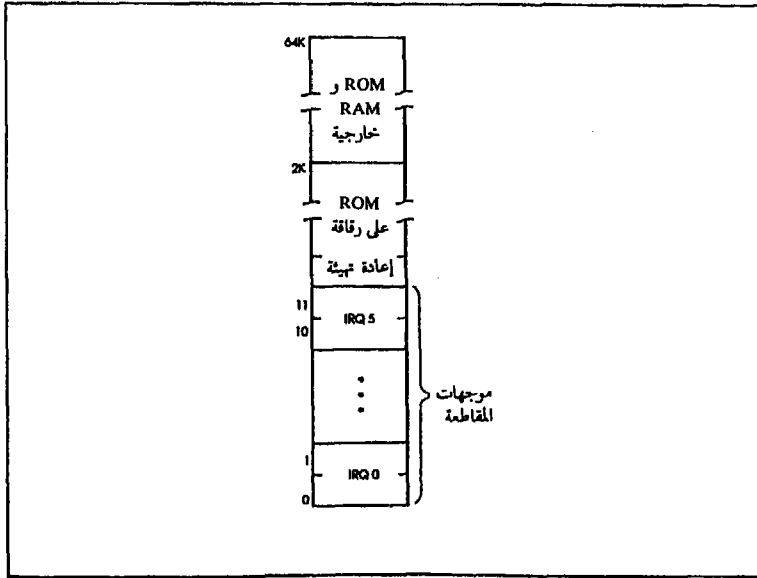 64K
ROM و
RAM
خارجية
2K
ROM
على رقاقة
إعادة تهيئة
11
IRQ 5
10
موجهات
المقاطعة
1
IRQ 0
0